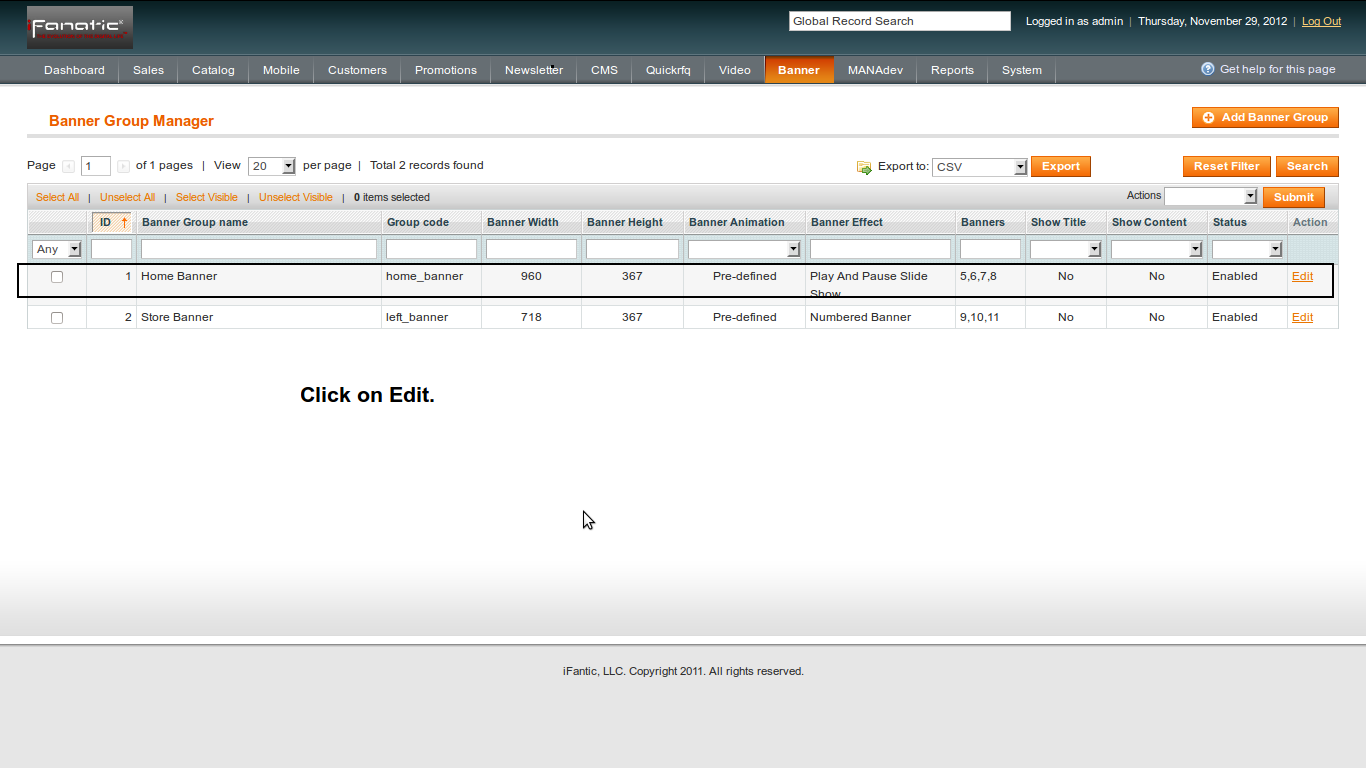 iFanatic®
Global Record Search
Logged in as admin | Thursday, November 29, 2012 | Log Out
Dashboard Sales Catalog Mobile Customers Promotions Newsletter CMS Quickrfq Video Banner MANAdev Reports System Get help for this page
Banner Group Manager
Add Banner Group
Page 1 of 1 pages | View 20 per page | Total 2 records found Export to: CSV Export Reset Filter Search
Select All | Unselect All | Select Visible | Unselect Visible | 0 items selected Actions Submit
ID Banner Group name Group code Banner Width Banner Height Banner Animation Banner Effect Banners Show Title Show Content Status Action
Any
1 Home Banner home_banner 960 367 Pre-defined Play And Pause Slide 5,6,7,8 No No Enabled Edit
Show
2 Store Banner left_banner 718 367 Pre-defined Numbered Banner 9,10,11 No No Enabled Edit
Click on Edit.
iFantic, LLC. Copyright 2011. All rights reserved.